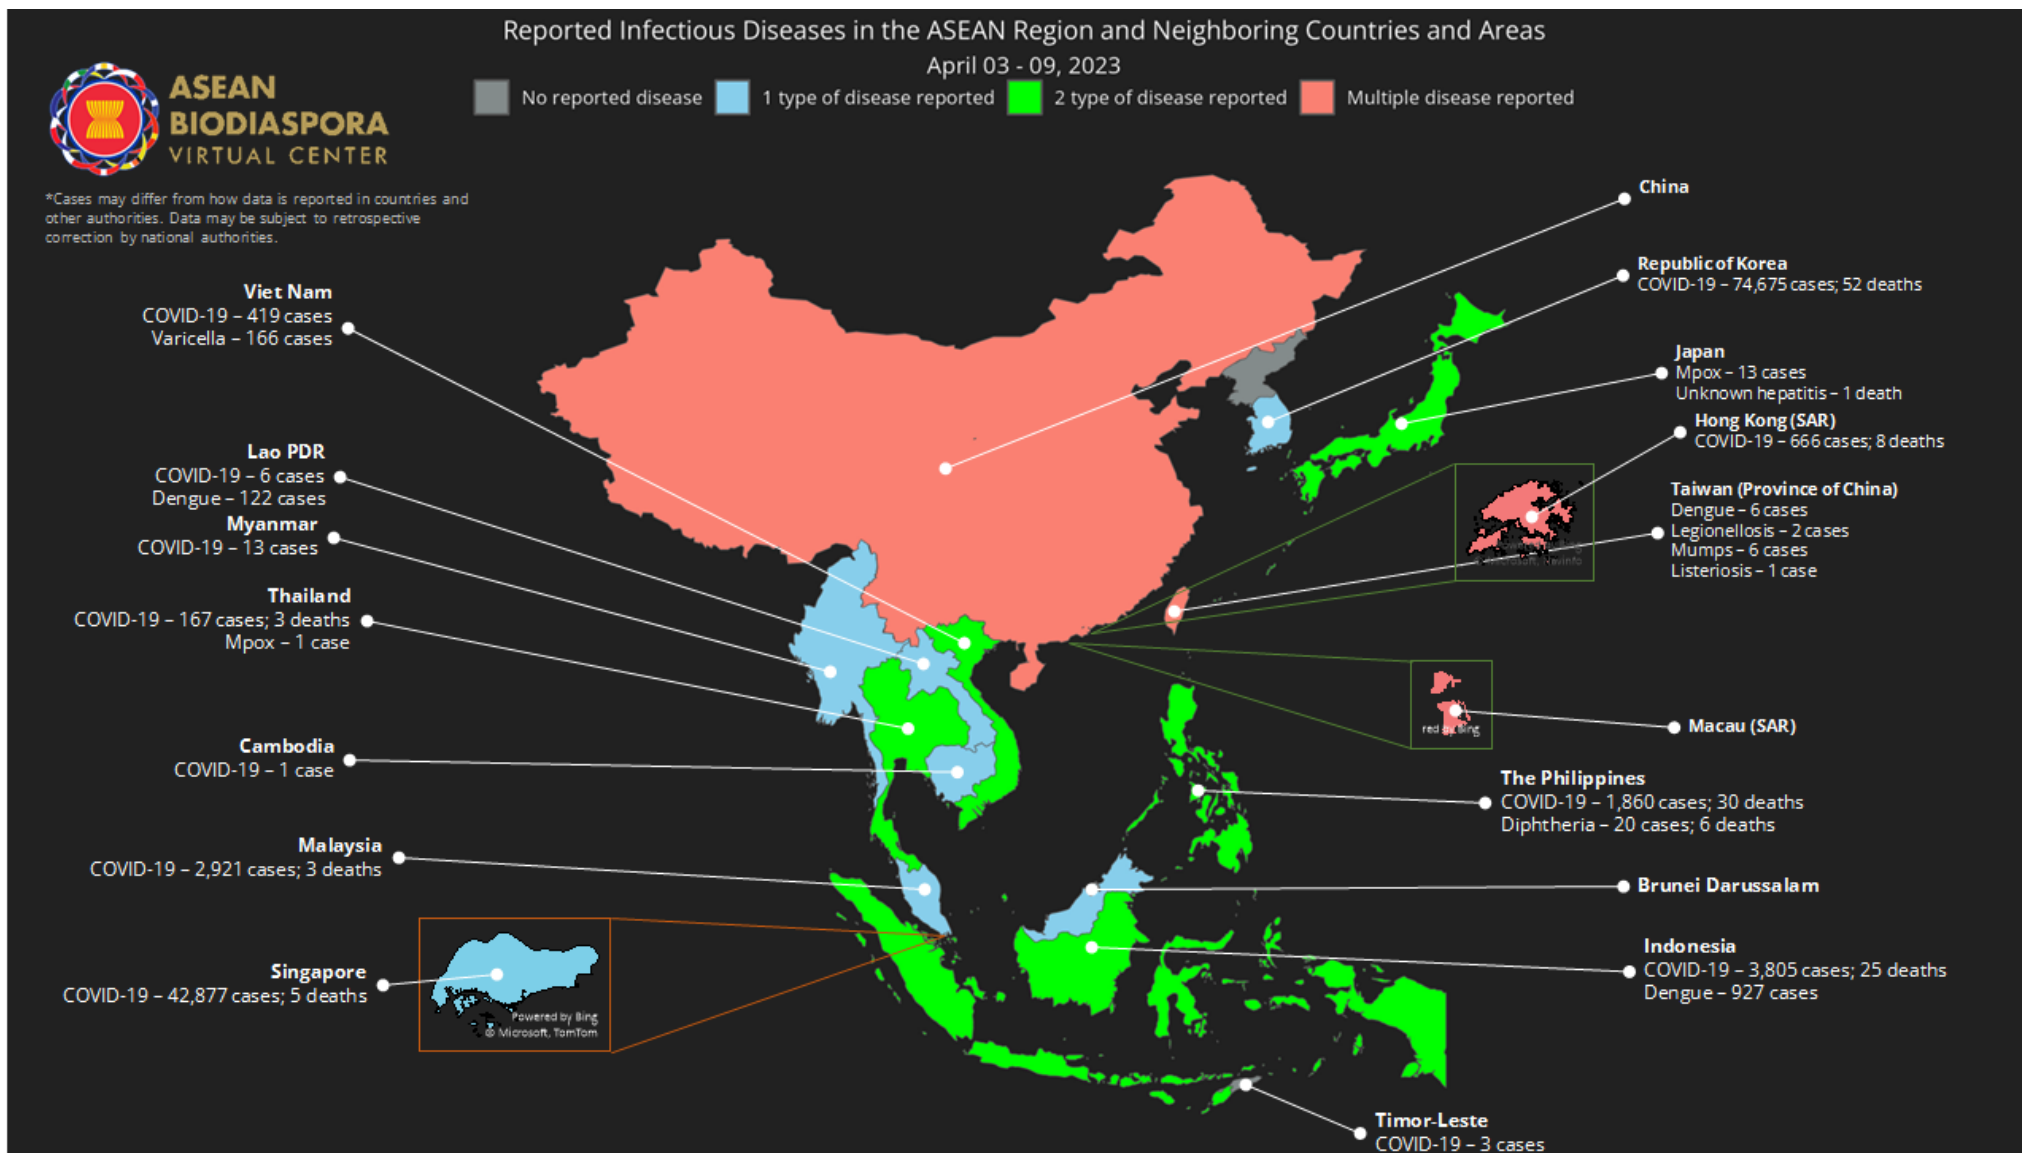 Reported Infectious Diseases in the ASEAN Region and Neighboring Countries and Areas
April 03 - 09, 2023
No reported disease
1 type of disease reported
2 type of disease reported
Multiple disease reported
ASEAN
BIODIASPORA
VIRTUAL CENTER
*Cases may differ from how data is reported in countries and
other authorities. Data may be subject to retrospective
correction by national authorities.
Viet Nam
COVID-19 – 419 cases
Varicella – 166 cases
Lao PDR
COVID-19 – 6 cases
Dengue – 122 cases
Myanmar
COVID-19 – 13 cases
Thailand
COVID-19 – 167 cases; 3 deaths
Mpox – 1 case
Cambodia
COVID-19 – 1 case
Malaysia
COVID-19 – 2,921 cases; 3 deaths
Singapore
COVID-19 – 42,877 cases; 5 deaths
Powered by Bing
© Microsoft, TomTom
China
Republic of Korea
COVID-19 – 74,675 cases; 52 deaths
Japan
Mpox – 13 cases
Unknown hepatitis – 1 death
Hong Kong (SAR)
COVID-19 – 666 cases; 8 deaths
Taiwan (Province of China)
Dengue – 6 cases
Legionellosis – 2 cases
Mumps – 6 cases
Listeriosis – 1 case
© Microsoft, Navinfo
red by Bing
Macau (SAR)
The Philippines
COVID-19 – 1,860 cases; 30 deaths
Diphtheria – 20 cases; 6 deaths
Brunei Darussalam
Indonesia
COVID-19 – 3,805 cases; 25 deaths
Dengue – 927 cases
Timor-Leste
COVID-19 – 3 cases